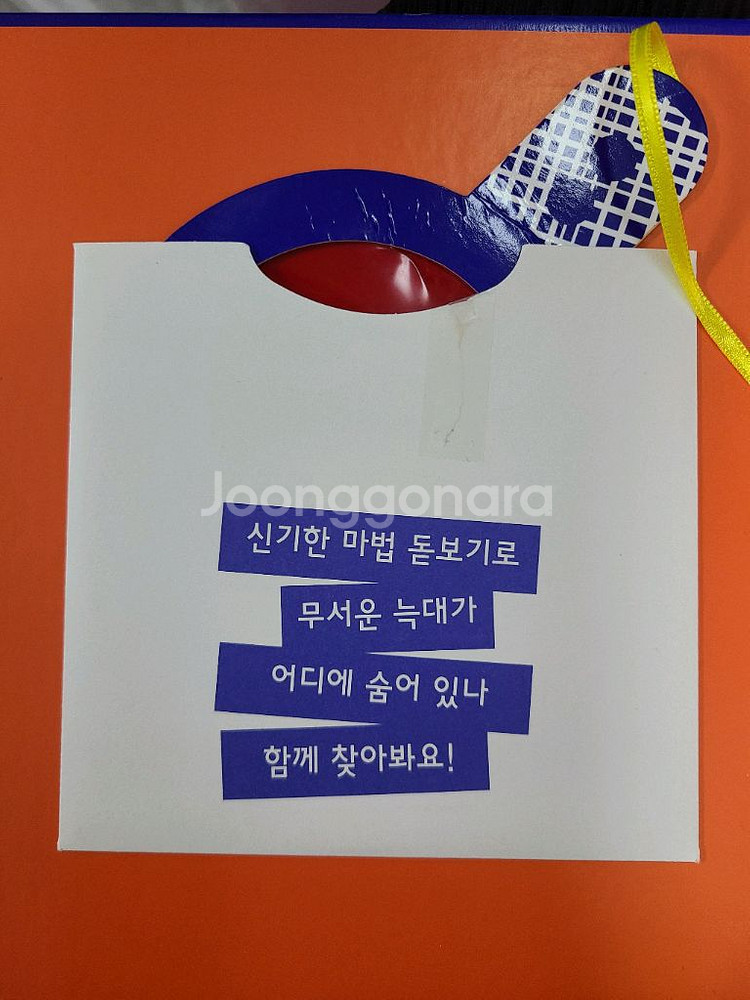 Joonggonara
신기한 마법 돋보기로
무서운 늑대가
어디에 숨어 있나
함께 찾아봐요!